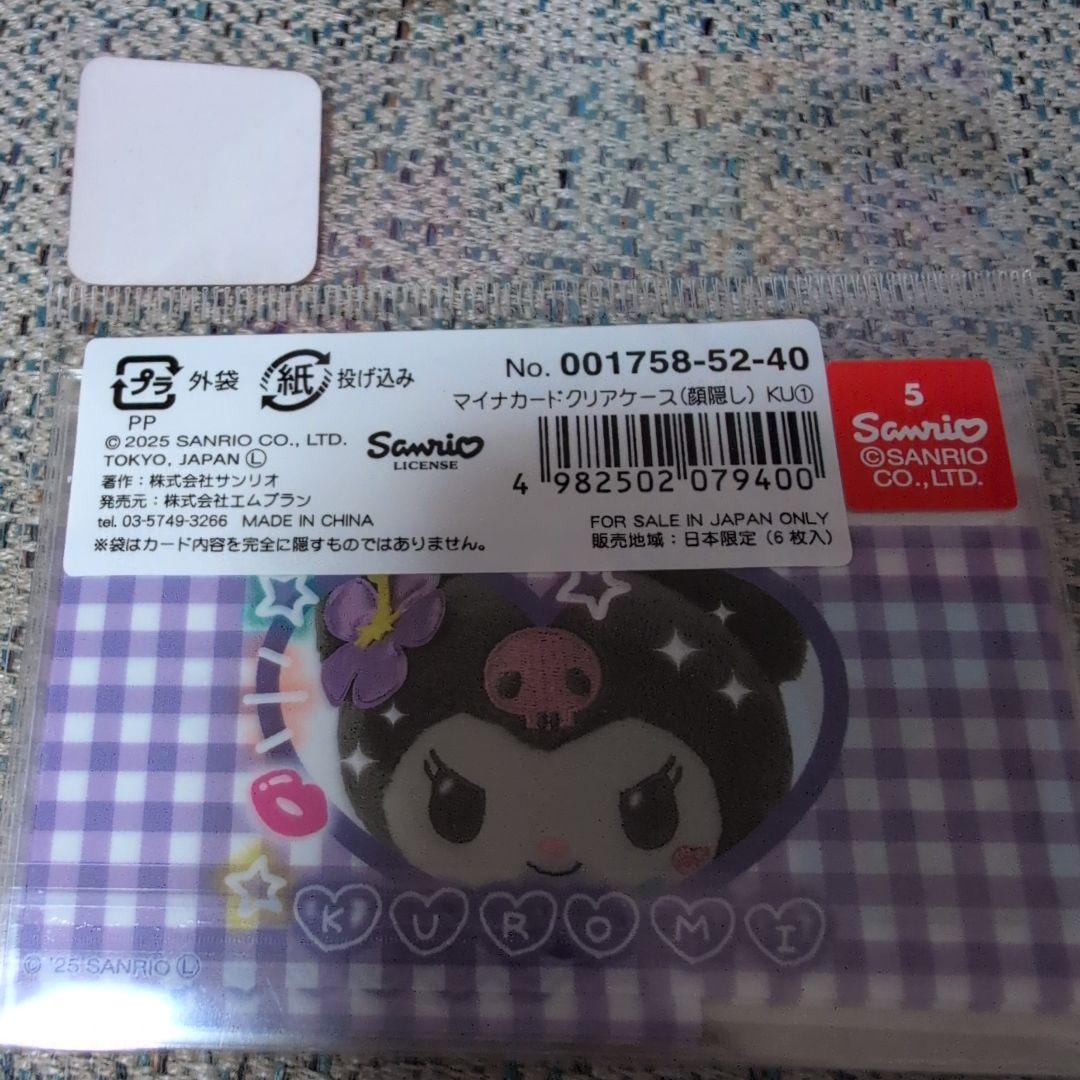 プラ 外袋 紙 投げ込み
PP
© 2025 SANRIO CO., LTD.
TOKYO, JAPAN Ⓛ
Sanrio
LICENSE
著作：株式会社サンリオ
発売元：株式会社エムプラン
tel. 03-5749-3266 MADE IN CHINA
※袋はカード内容を完全に隠すものではありません。
No. 001758-52-40
マイナカードクリアケース(顔隠し) KU①
4 982502 079400
FOR SALE IN JAPAN ONLY
販売地域：日本限定（6枚入）
5
Sanrio
©SANRIO
CO.,LTD.
KUROMI
© '25 SANRIO Ⓛ